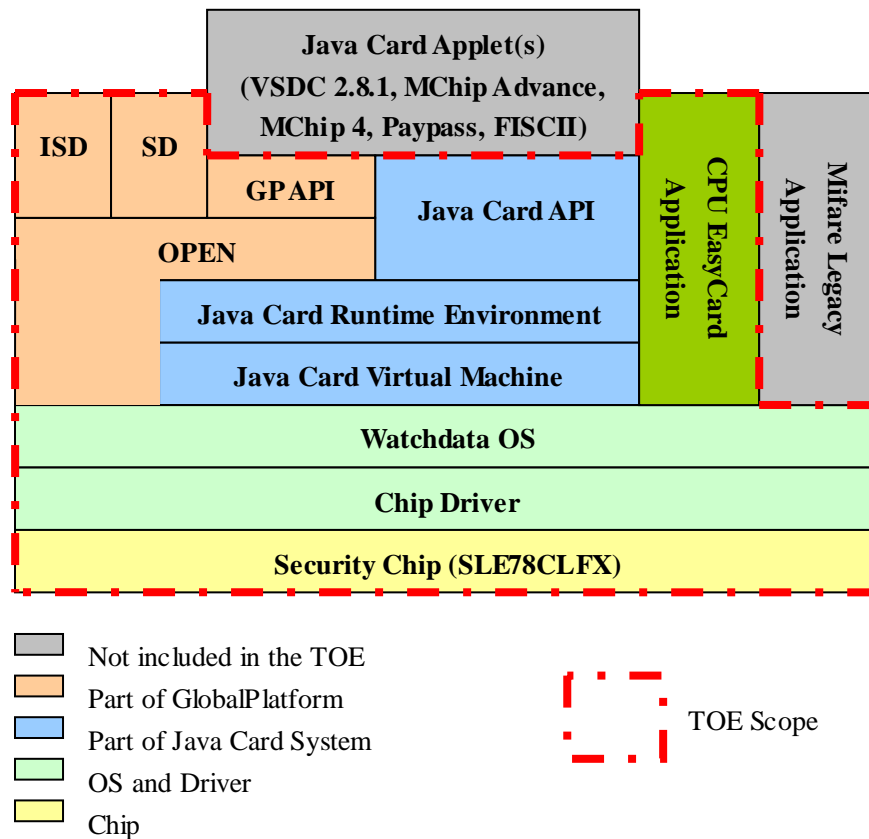 Java Card Applet(s)
(VSDC 2.8.1, MChip Advance,
MChip 4, Paypass, FISCII)
ISD
SD
GP API
Java Card API
CPU EasyCard
Application
Mifare Legacy
Application
OPEN
Java Card Runtime Environment
Java Card Virtual Machine
Watchdata OS
Chip Driver
Security Chip (SLE78CLFX)
Not included in the TOE
Part of GlobalPlatform
Part of Java Card System
OS and Driver
Chip
TOE Scope